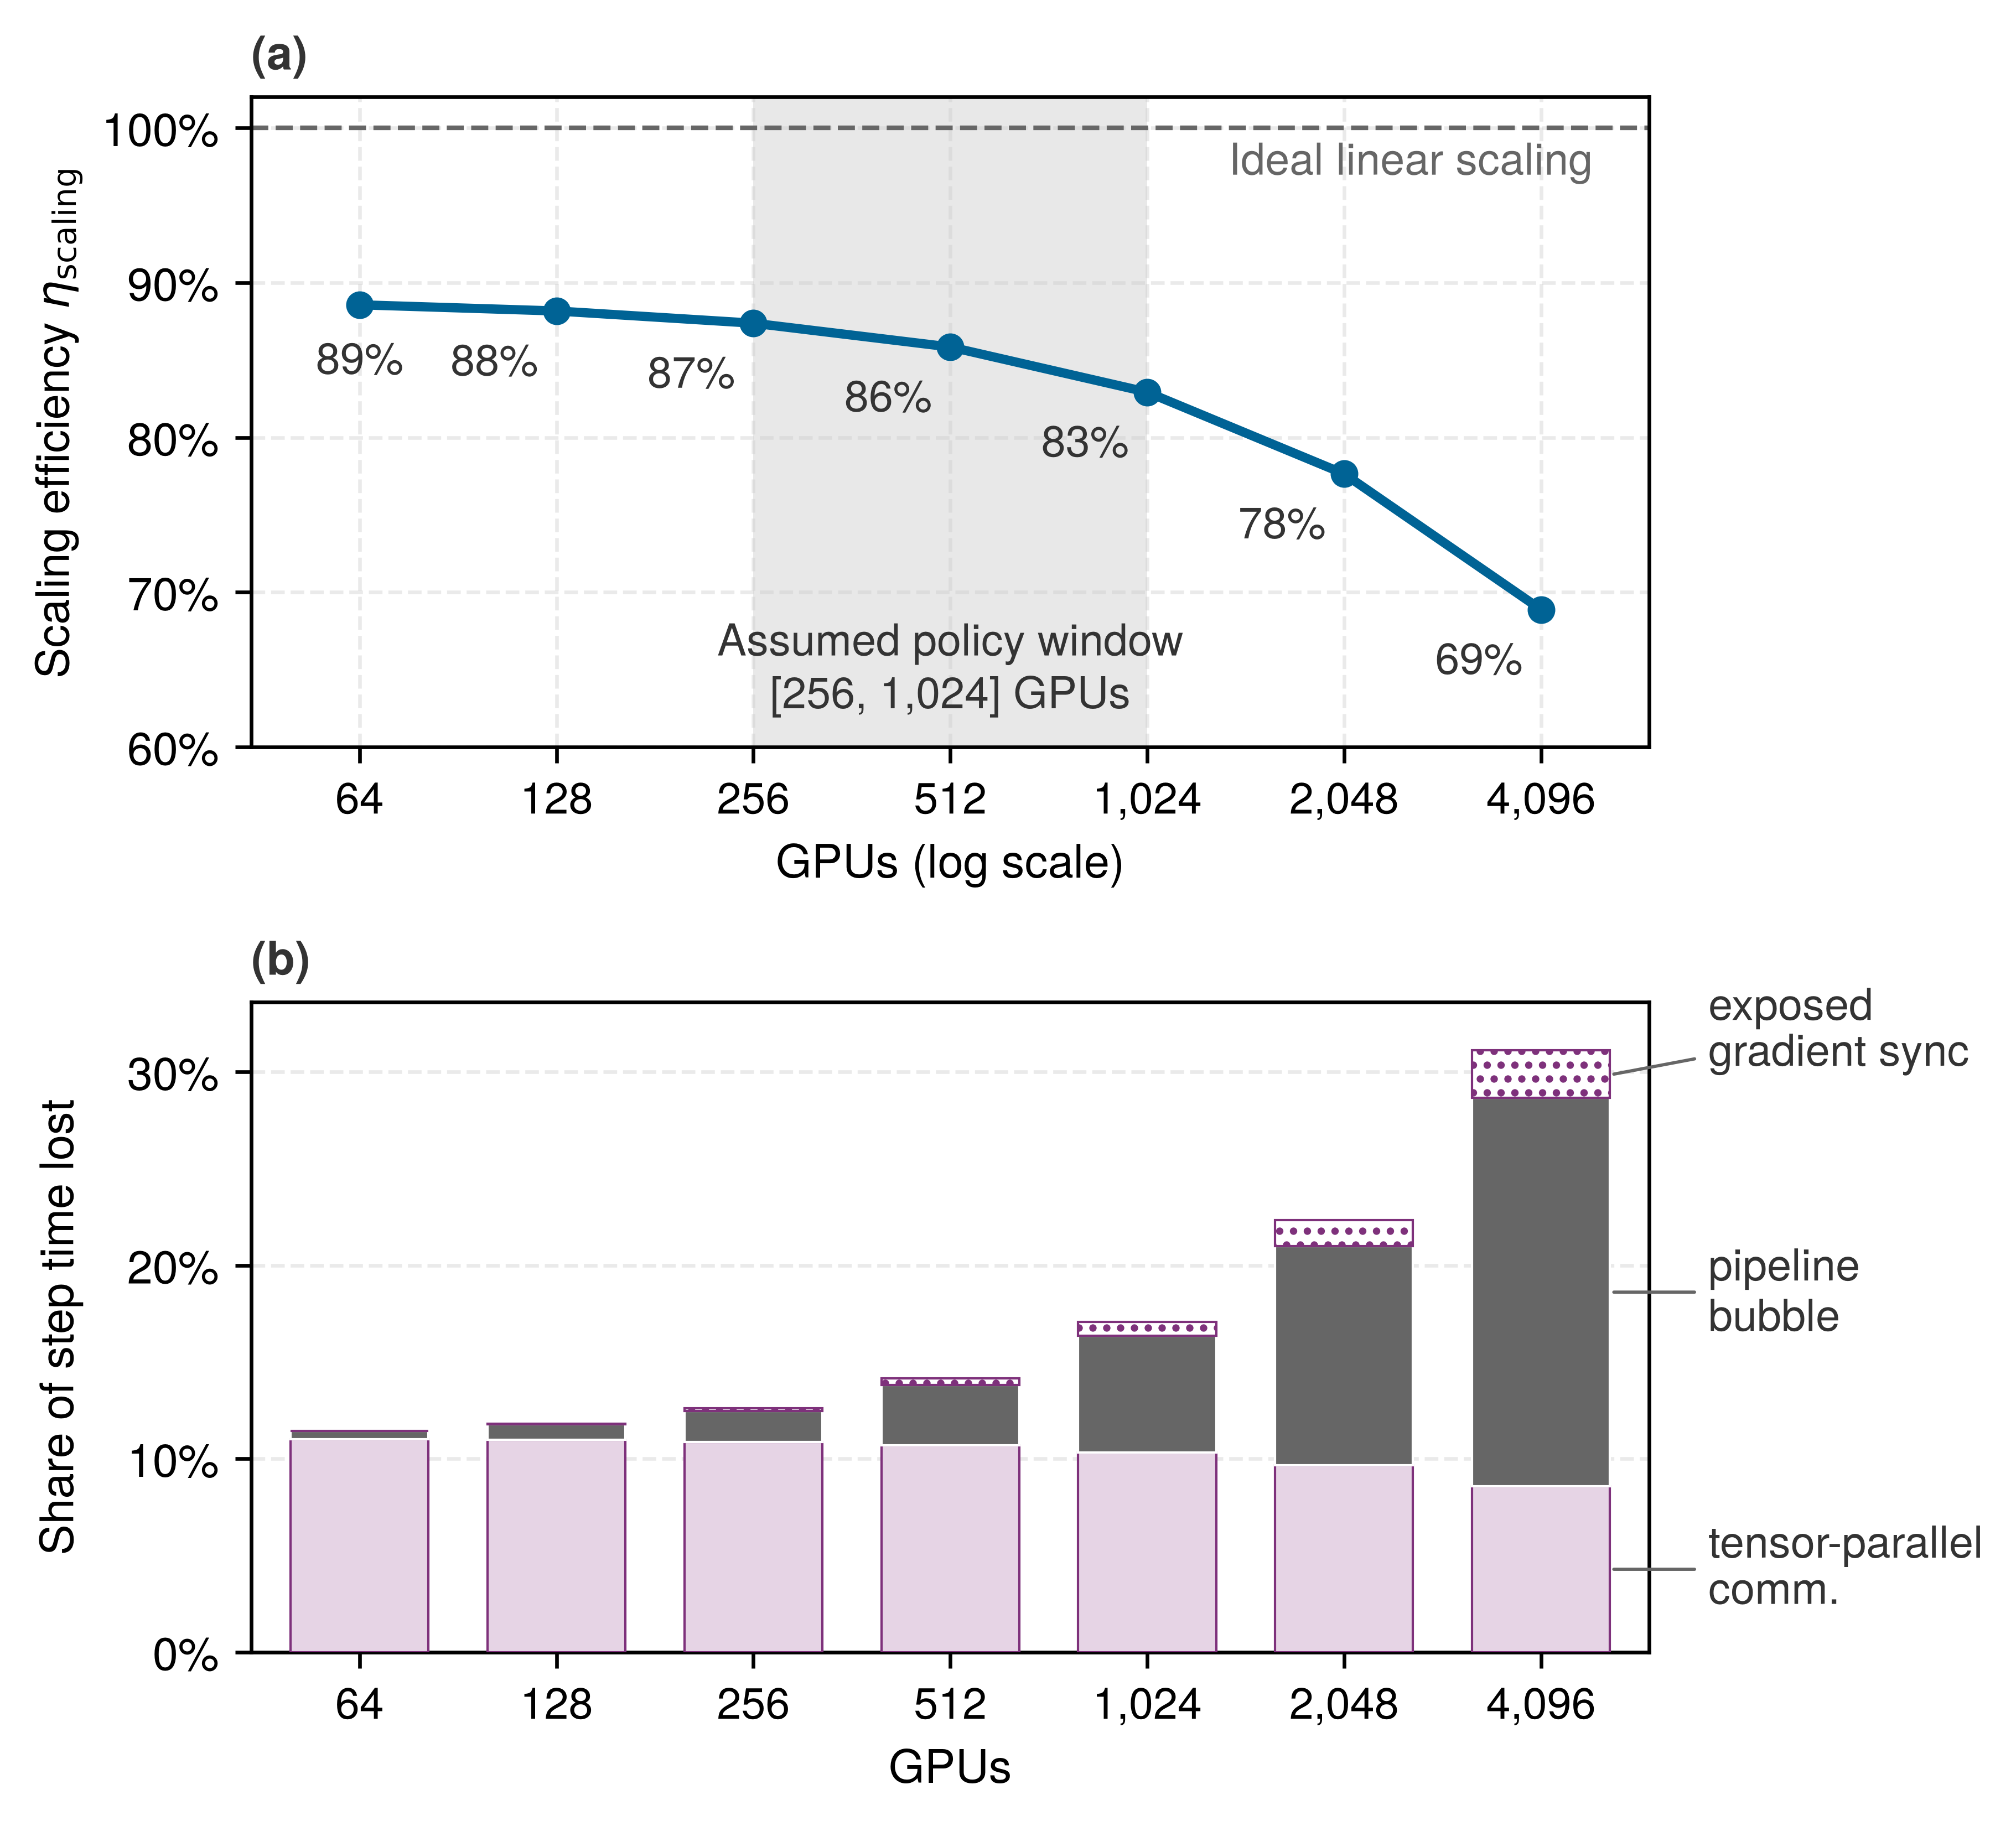 (a)
Scaling efficiency ηscaling
100%
90%
80%
70%
60%
Ideal linear scaling
89%
88%
87%
86%
83%
78%
69%
Assumed policy window
[256, 1,024] GPUs
64
128
256
512
1,024
2,048
4,096
GPUs (log scale)
(b)
Share of step time lost
30%
20%
10%
0%
exposed
gradient sync
pipeline
bubble
tensor-parallel
comm.
64
128
256
512
1,024
2,048
4,096
GPUs